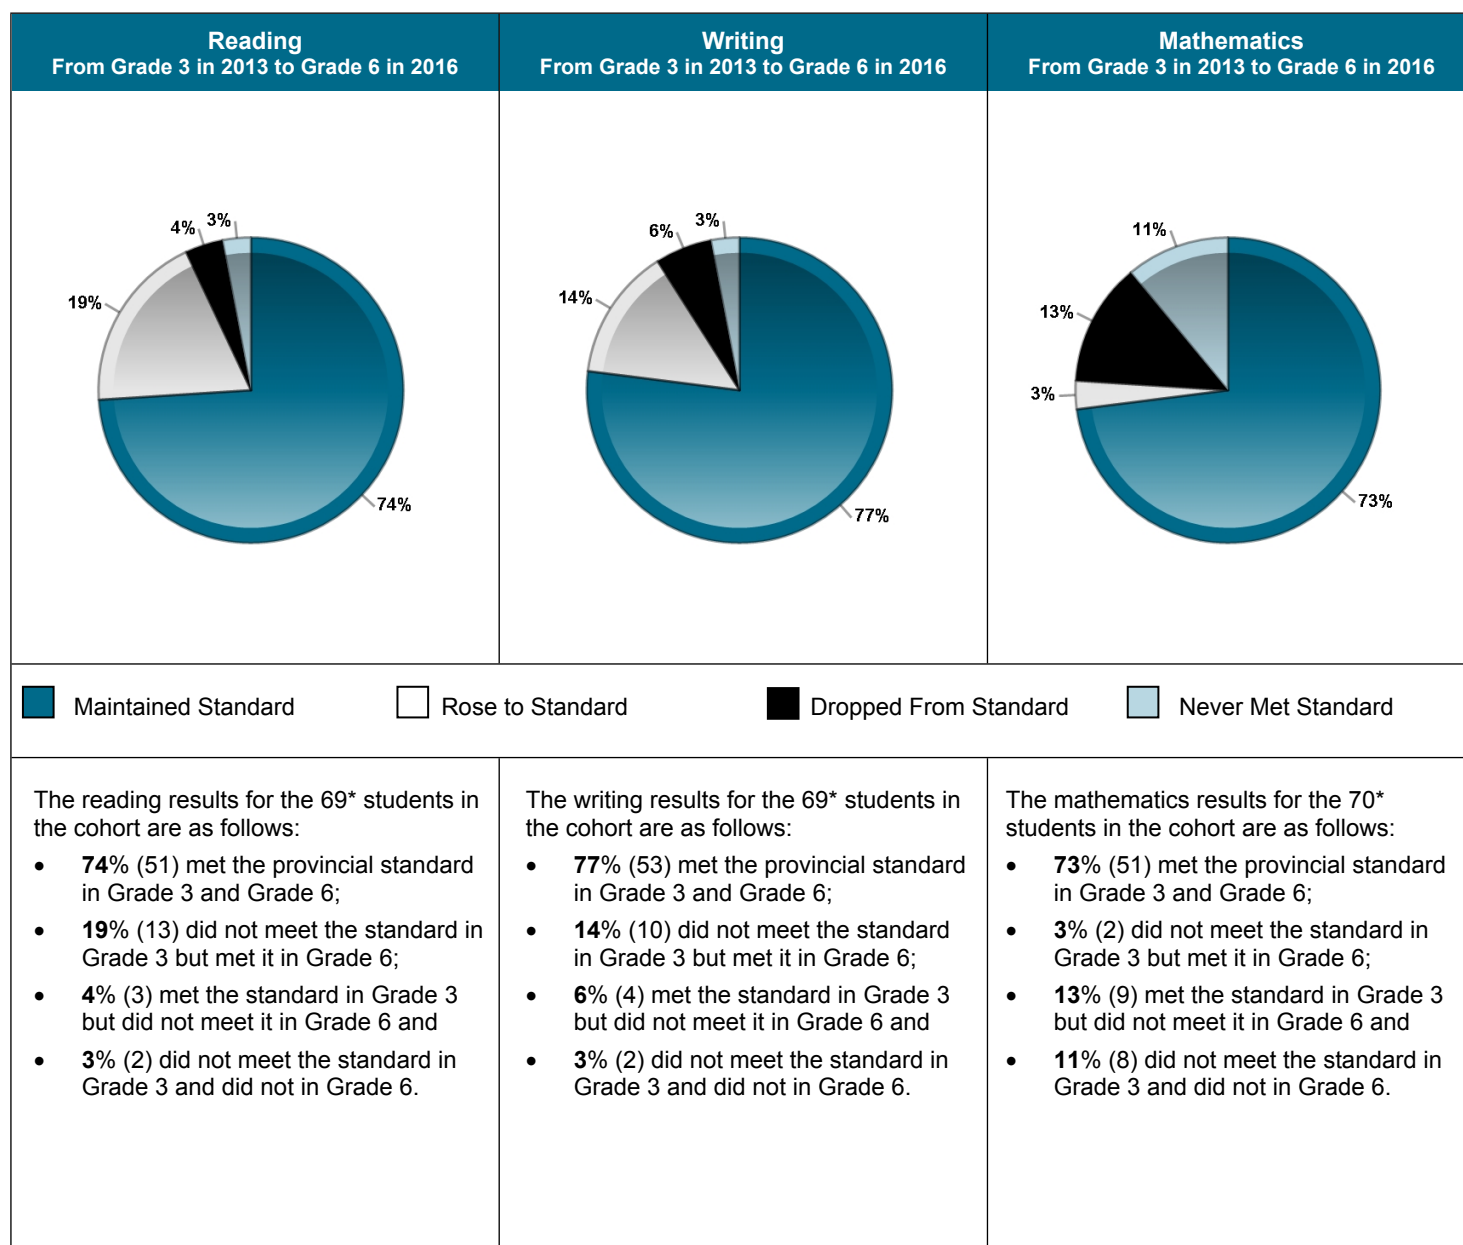 Reading
From Grade 3 in 2013 to Grade 6 in 2016
Writing
From Grade 3 in 2013 to Grade 6 in 2016
Mathematics
From Grade 3 in 2013 to Grade 6 in 2016
3%
4%
19%
74%
3%
6%
14%
77%
11%
13%
3%
73%
Maintained Standard
Rose to Standard
Dropped From Standard
Never Met Standard
The reading results for the 69* students in
the cohort are as follows:
• 74% (51) met the provincial standard
in Grade 3 and Grade 6;
• 19% (13) did not meet the standard in
Grade 3 but met it in Grade 6;
• 4% (3) met the standard in Grade 3
but did not meet it in Grade 6 and
• 3% (2) did not meet the standard in
Grade 3 and did not in Grade 6.
The writing results for the 69* students in
the cohort are as follows:
• 77% (53) met the provincial standard
in Grade 3 and Grade 6;
• 14% (10) did not meet the standard
in Grade 3 but met it in Grade 6;
• 6% (4) met the standard in Grade 3
but did not meet it in Grade 6 and
• 3% (2) did not meet the standard in
Grade 3 and did not in Grade 6.
The mathematics results for the 70*
students in the cohort are as follows:
• 73% (51) met the provincial standard
in Grade 3 and Grade 6;
• 3% (2) did not meet the standard in
Grade 3 but met it in Grade 6;
• 13% (9) met the standard in Grade 3
but did not meet it in Grade 6 and
• 11% (8) did not meet the standard in
Grade 3 and did not in Grade 6.